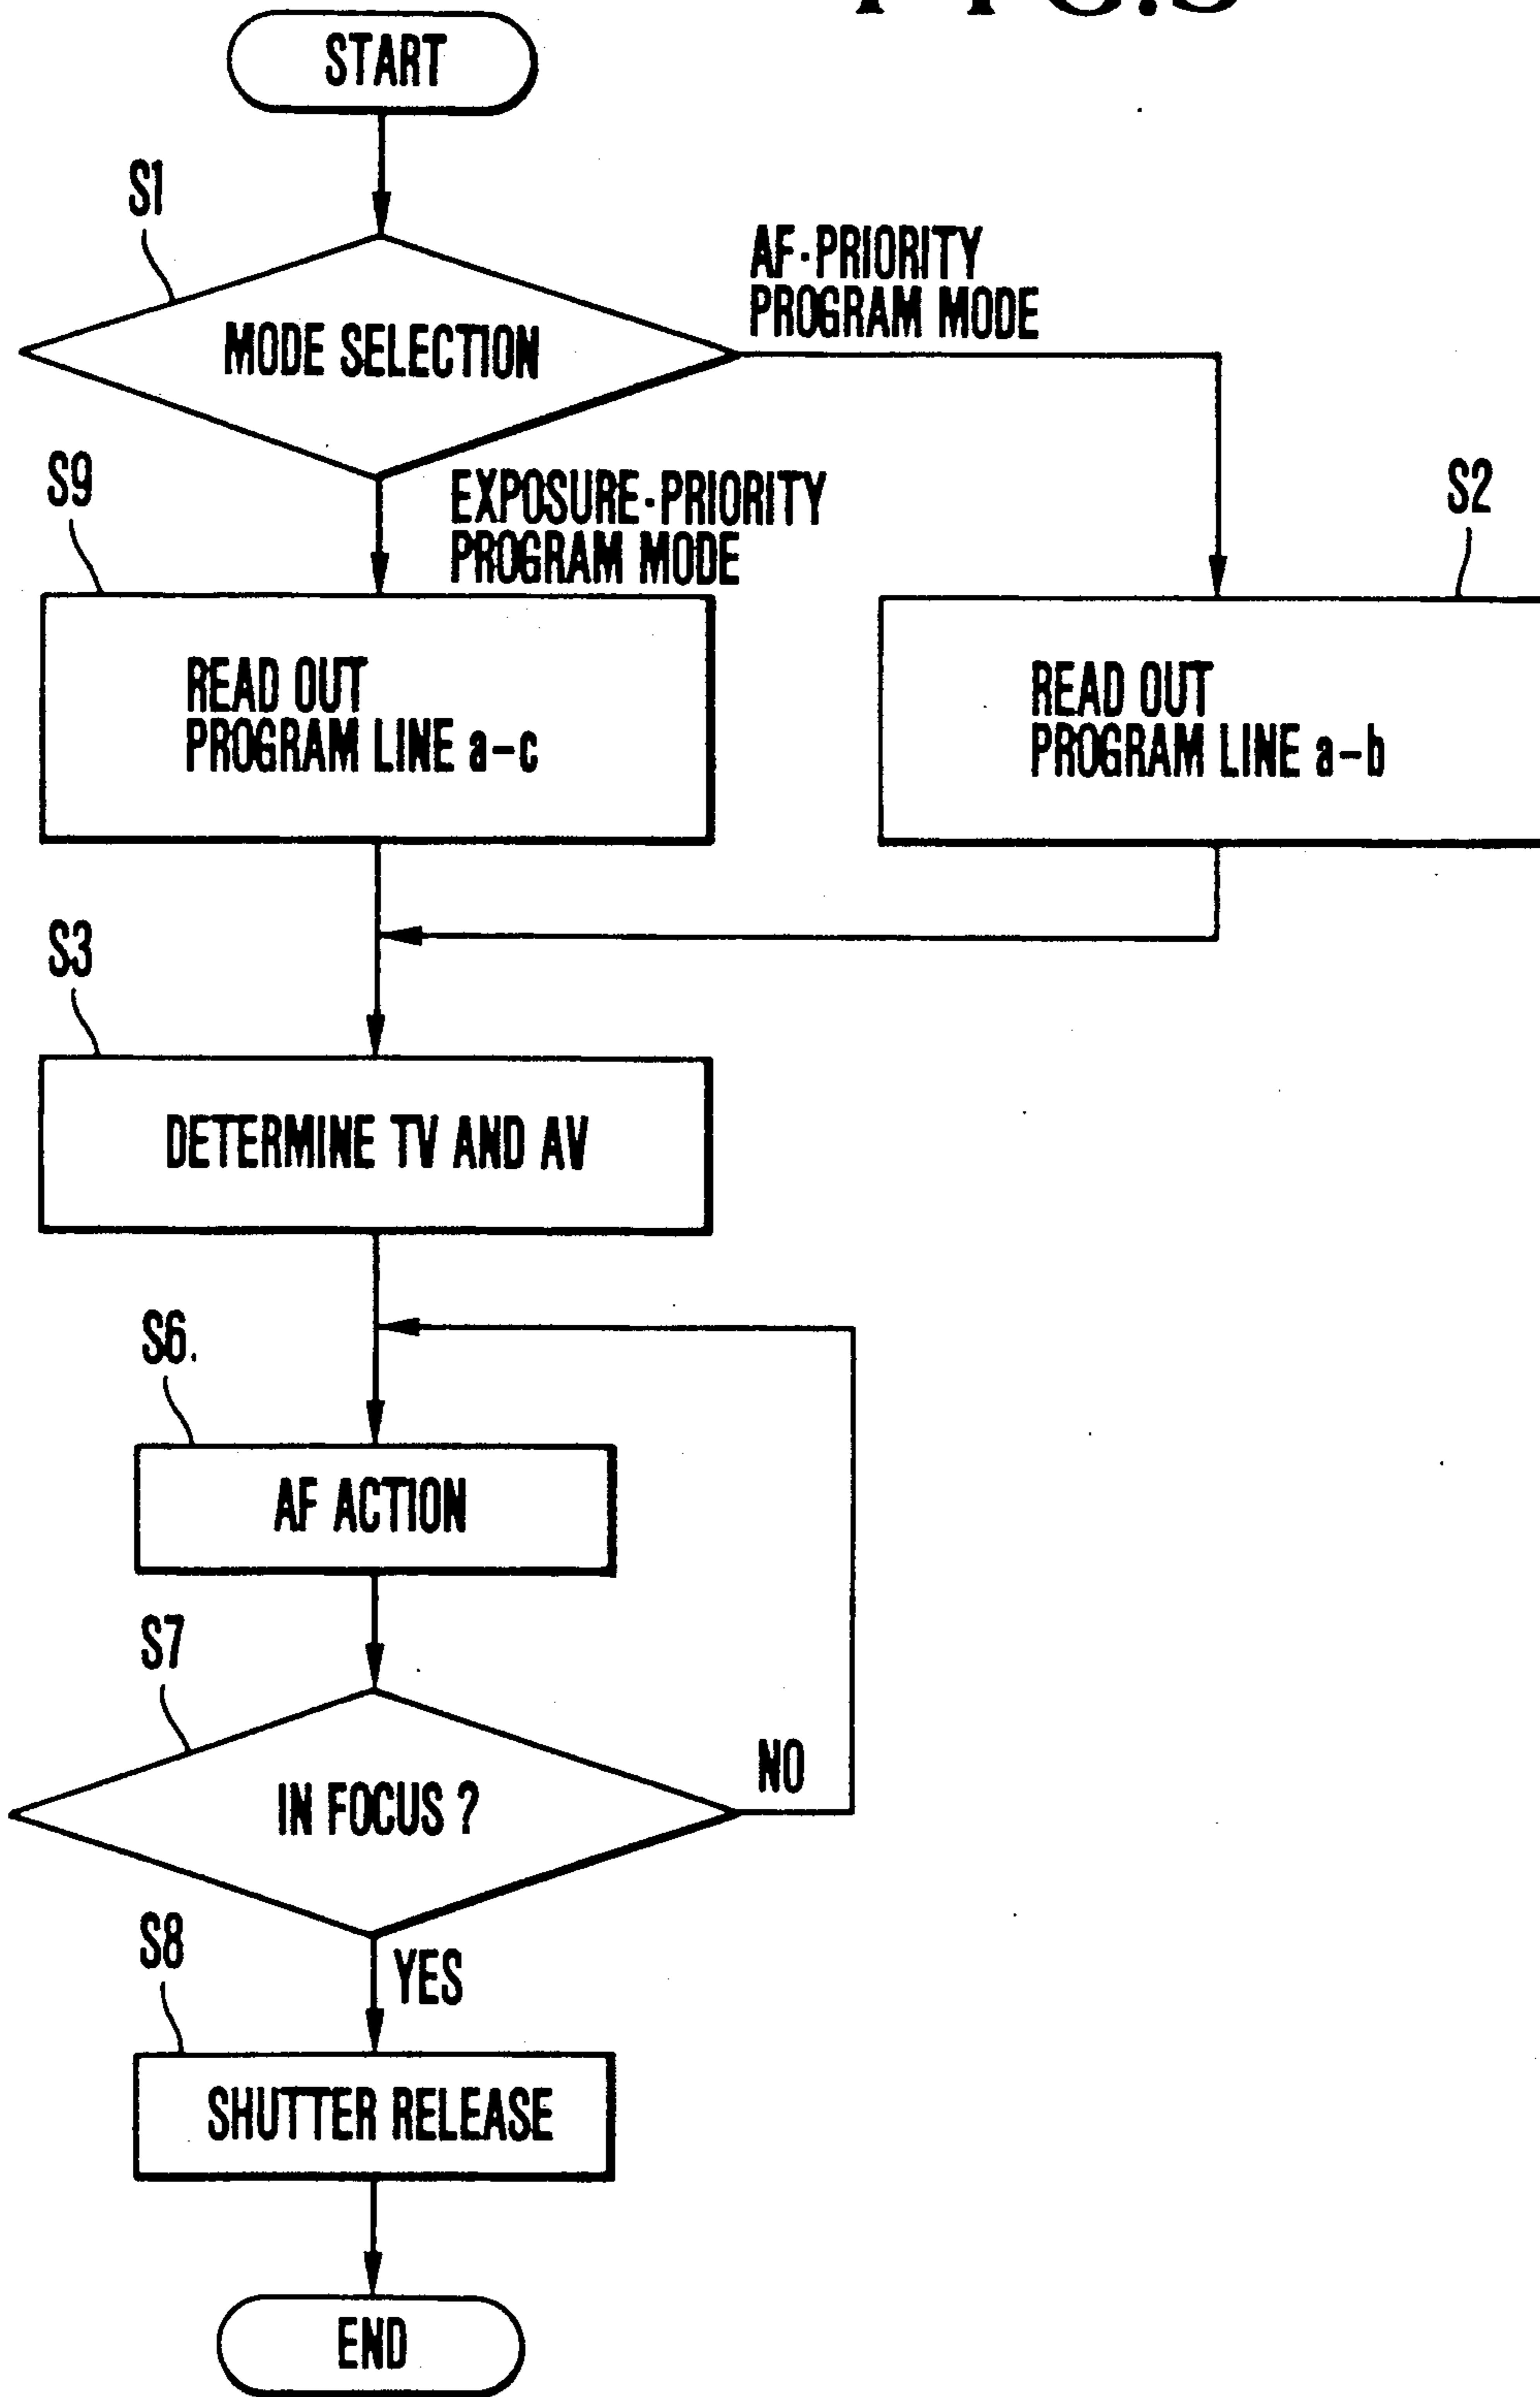 START
S1
MODE SELECTION
AF·PRIORITY
PROGRAM MODE
EXPOSURE·PRIORITY
PROGRAM MODE
S9
S2
READ OUT
PROGRAM LINE a-c
READ OUT
PROGRAM LINE a-b
S3
DETERMINE TV AND AV
S6.
AF ACTION
S7
IN FOCUS ?
NO
YES
S8
SHUTTER RELEASE
END